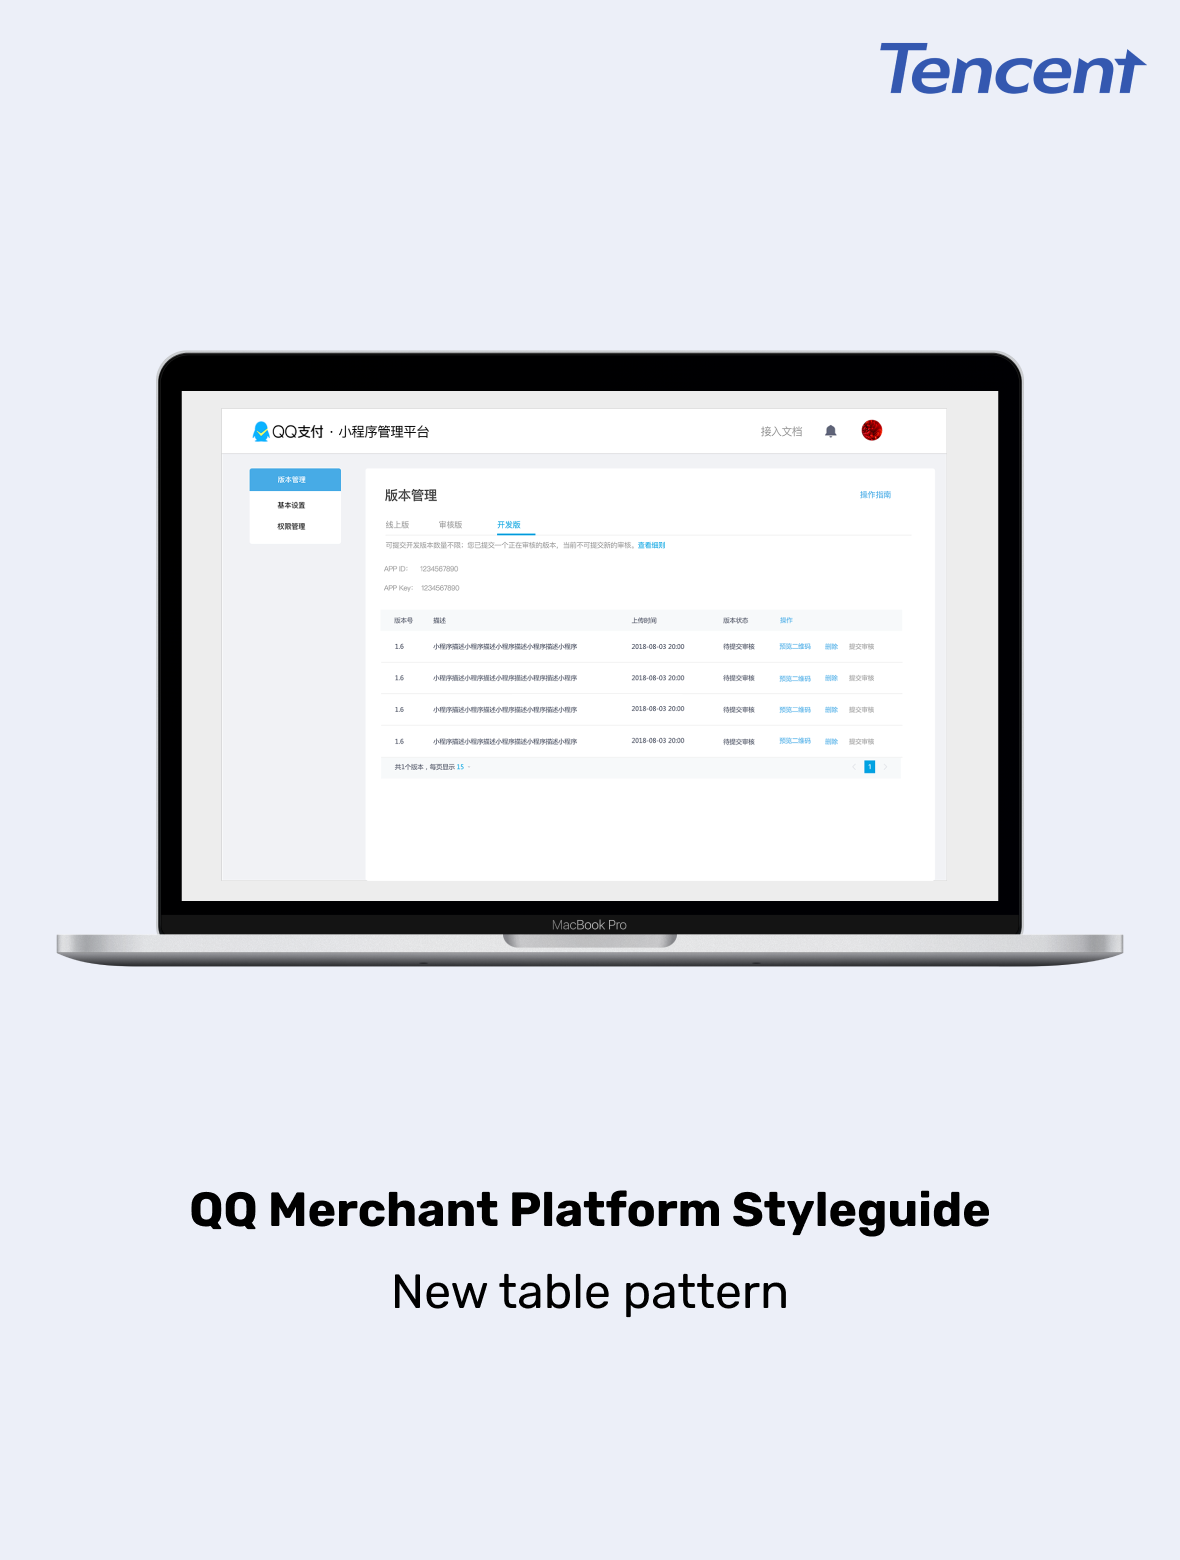 Tencent
QQ支付 · 小程序管理平台
接入文档
版本管理
基本设置
权限管理
版本管理
操作指南
线上版 审核版 开发版
可提交开发版本数量不限；您已提交一个正在审核的版本，当前不可提交新的审核。查看细则
APP ID: 1234567890
APP Key: 1234567890
版本号 描述 上传时间 版本状态 操作
1.6 小程序描述小程序描述小程序描述小程序描述小程序 2018-08-03 20:00 待提交审核 预览二维码 删除 提交审核
1.6 小程序描述小程序描述小程序描述小程序描述小程序 2018-08-03 20:00 待提交审核 预览二维码 删除 提交审核
1.6 小程序描述小程序描述小程序描述小程序描述小程序 2018-08-03 20:00 待提交审核 预览二维码 删除 提交审核
1.6 小程序描述小程序描述小程序描述小程序描述小程序 2018-08-03 20:00 待提交审核 预览二维码 删除 提交审核
共1个版本，每页显示 15
1
MacBook Pro
QQ Merchant Platform Styleguide
New table pattern